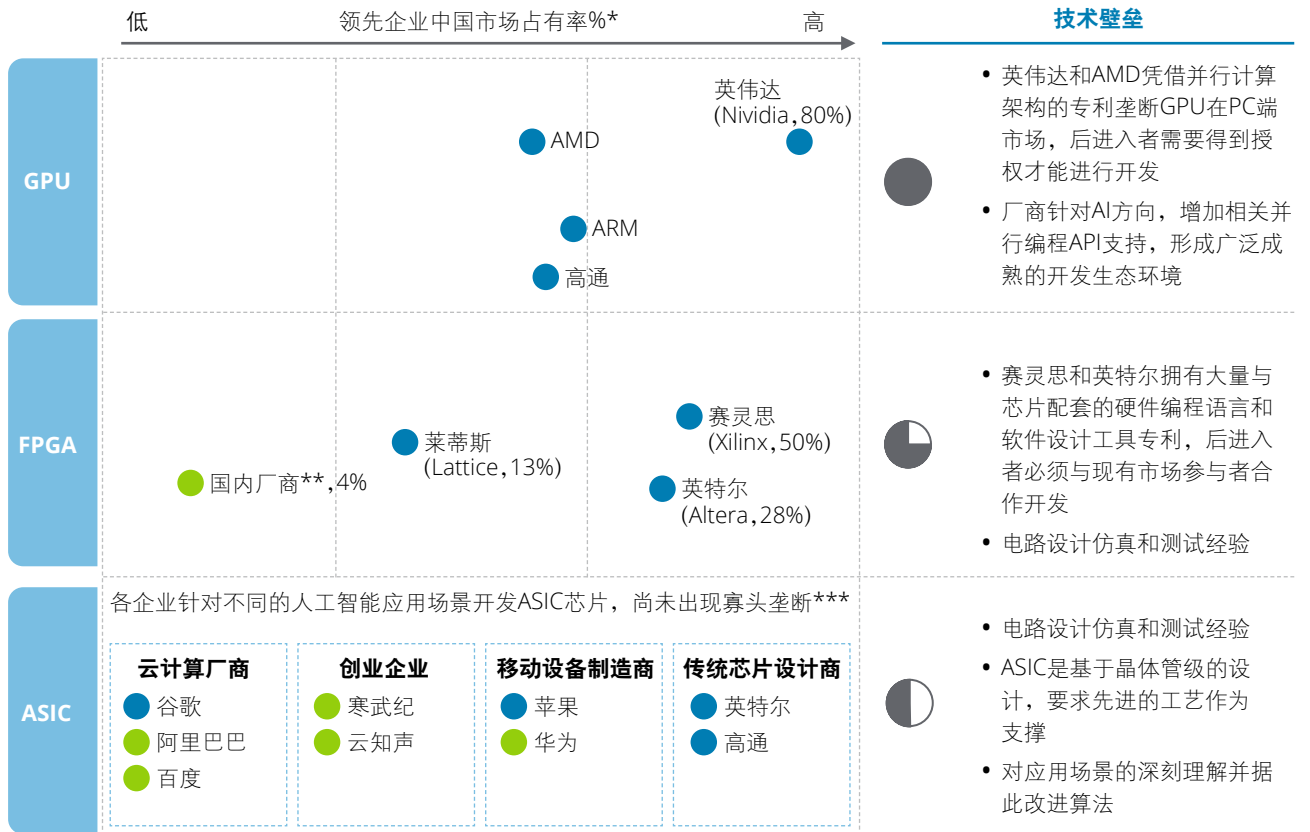 低
领先企业中国市场占有率%*
高
技术壁垒
GPU
英伟达
(Nividia,80%)
AMD
ARM
高通
• 英伟达和AMD凭借并行计算
架构的专利垄断GPU在PC端
市场，后进入者需要得到授
权才能进行开发
• 厂商针对AI方向，增加相关并
行编程API支持，形成广泛成
熟的开发生态环境
FPGA
国内厂商**,4%
莱蒂斯
(Lattice,13%)
赛灵思
(Xilinx,50%)
英特尔
(Altera,28%)
• 赛灵思和英特尔拥有大量与
芯片配套的硬件编程语言和
软件设计工具专利，后进入
者必须与现有市场参与者合
作开发
• 电路设计仿真和测试经验
ASIC
各企业针对不同的人工智能应用场景开发ASIC芯片，尚未出现寡头垄断***
云计算厂商
谷歌
阿里巴巴
百度
创业企业
寒武纪
云知声
移动设备制造商
苹果
华为
传统芯片设计商
英特尔
高通
• 电路设计仿真和测试经验
• ASIC是基于晶体管级的设
计，要求先进的工艺作为
支撑
• 对应用场景的深刻理解并据
此改进算法